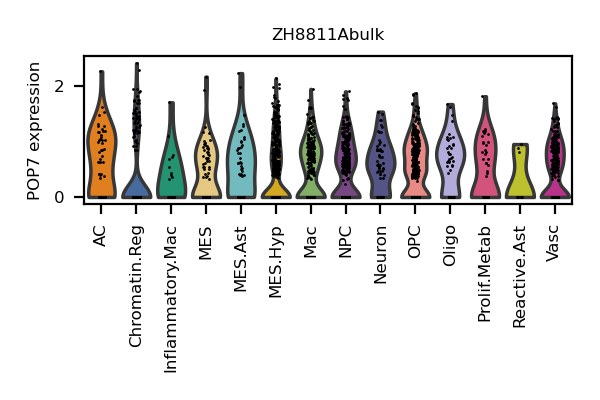 ZH8811Abulk
POP7 expression
2
0
AC
Chromatin.Reg
Inflammatory.Mac
MES
MES.Ast
MES.Hyp
Mac
NPC
Neuron
OPC
Oligo
Prolif.Metab
Reactive.Ast
Vasc